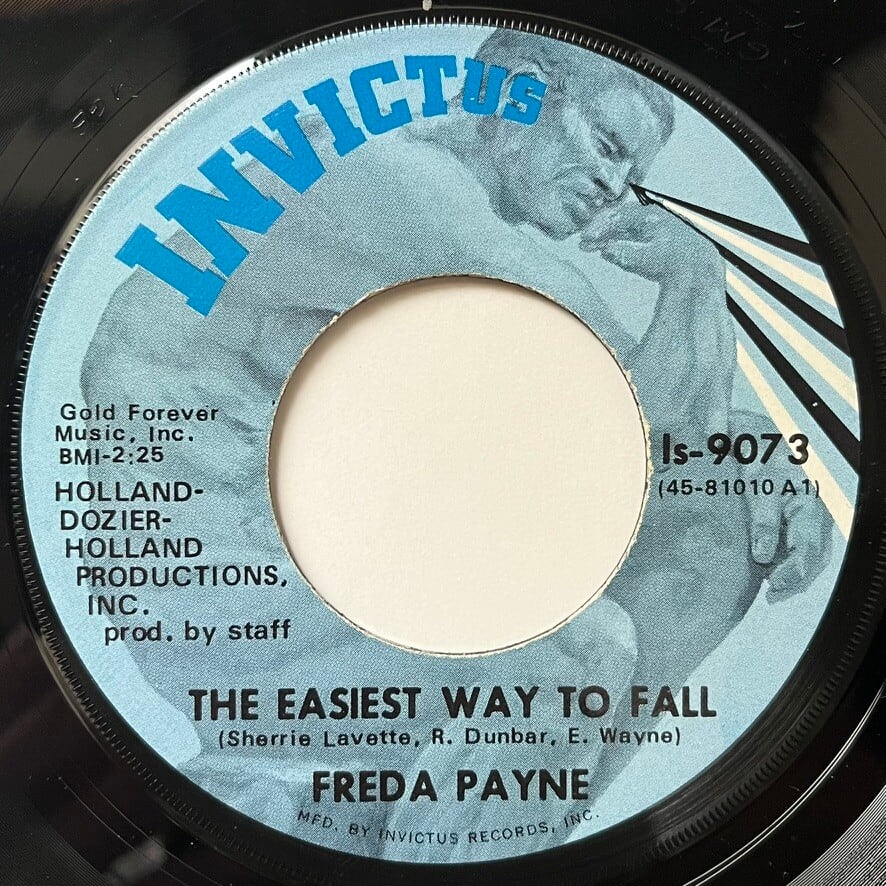 INVICTUS
Gold Forever
Music, Inc.
BMI-2:25
HOLLAND-
DOZIER-
HOLLAND
PRODUCTIONS,
INC.
prod. by staff
Is-9073
(45-81010 A1)
THE EASIEST WAY TO FALL
(Sherrie Lavette, R. Dunbar, E. Wayne)
FREDA PAYNE
MFD. BY INVICTUS RECORDS, INC.